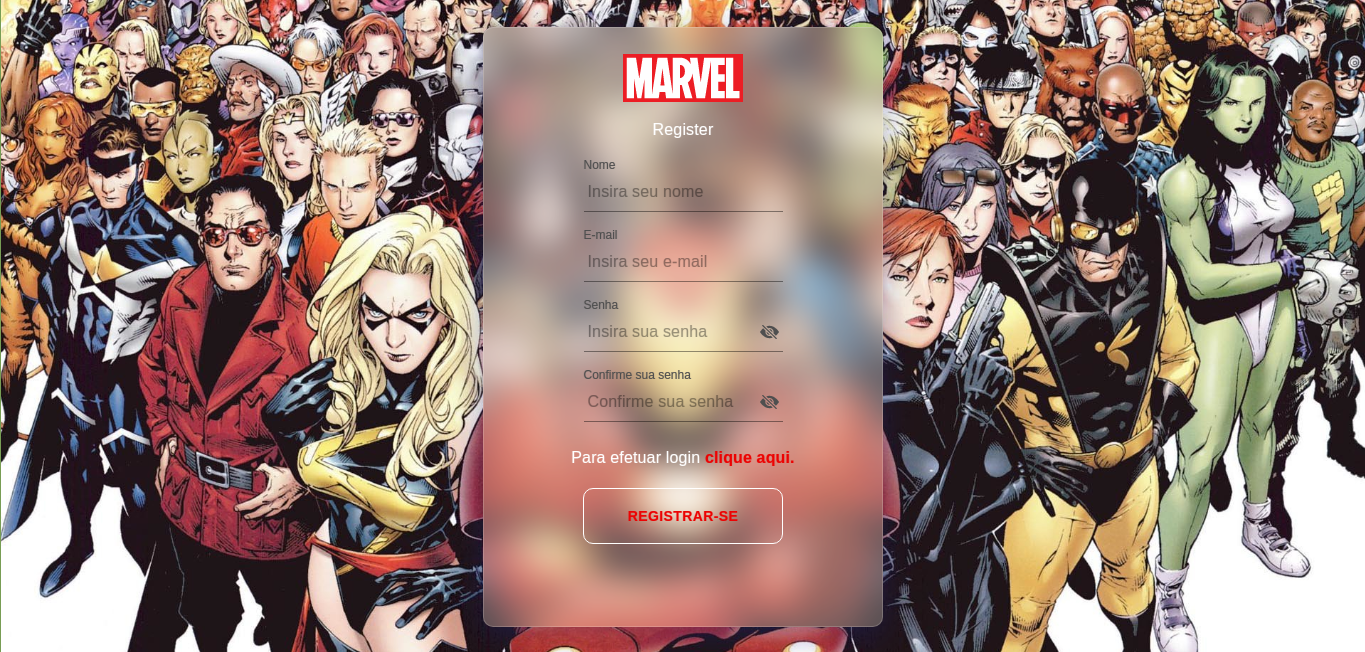 MARVEL
Register
Nome
Insira seu nome
E-mail
Insira seu e-mail
Senha
Insira sua senha
Confirme sua senha
Confirme sua senha
Para efetuar login clique aqui.
REGISTRAR-SE